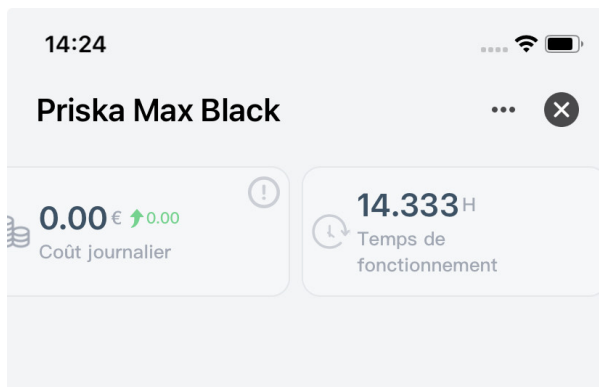 14:24
Priska Max Black
0.00 € 0.00
Coût journalier
14.333 H
Temps de
fonctionnement